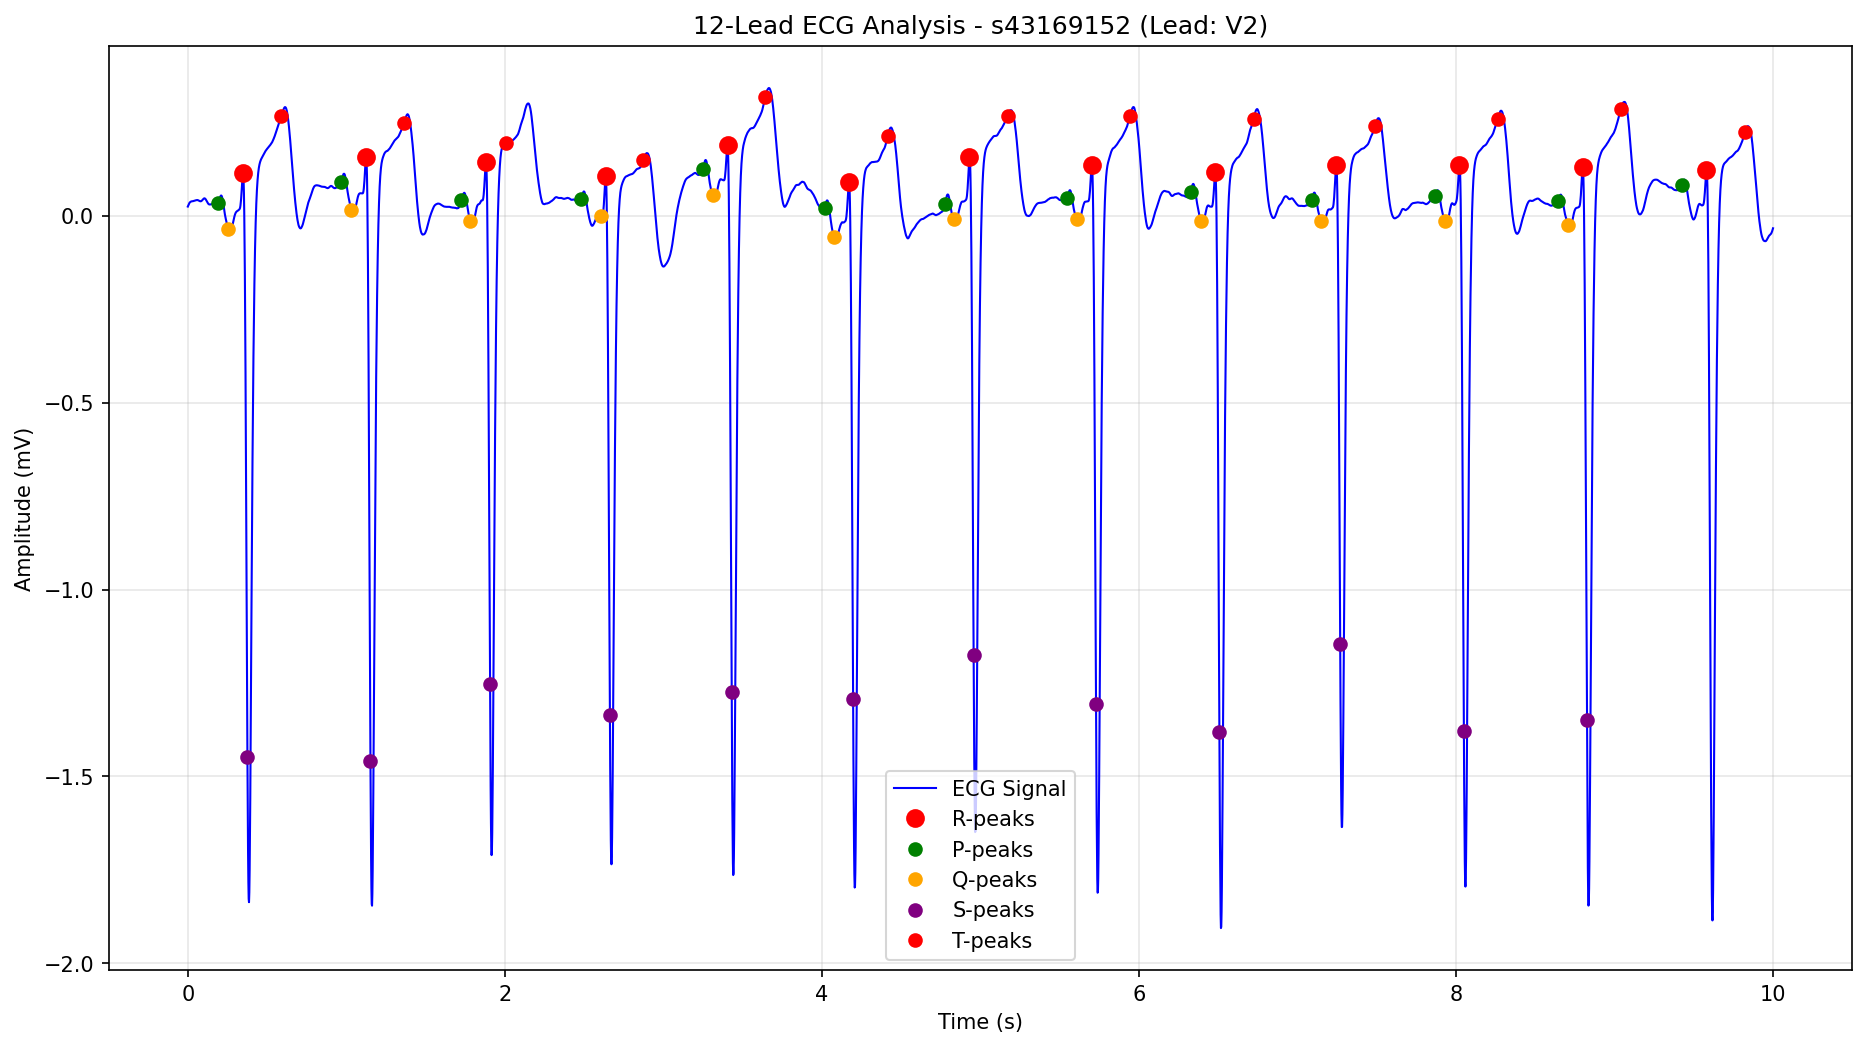 12-Lead ECG Analysis - s43169152 (Lead: V2)
Amplitude (mV)
0.0
−0.5
−1.0
−1.5
−2.0
ECG Signal
R-peaks
P-peaks
Q-peaks
S-peaks
T-peaks
0 2 4 6 8 10
Time (s)